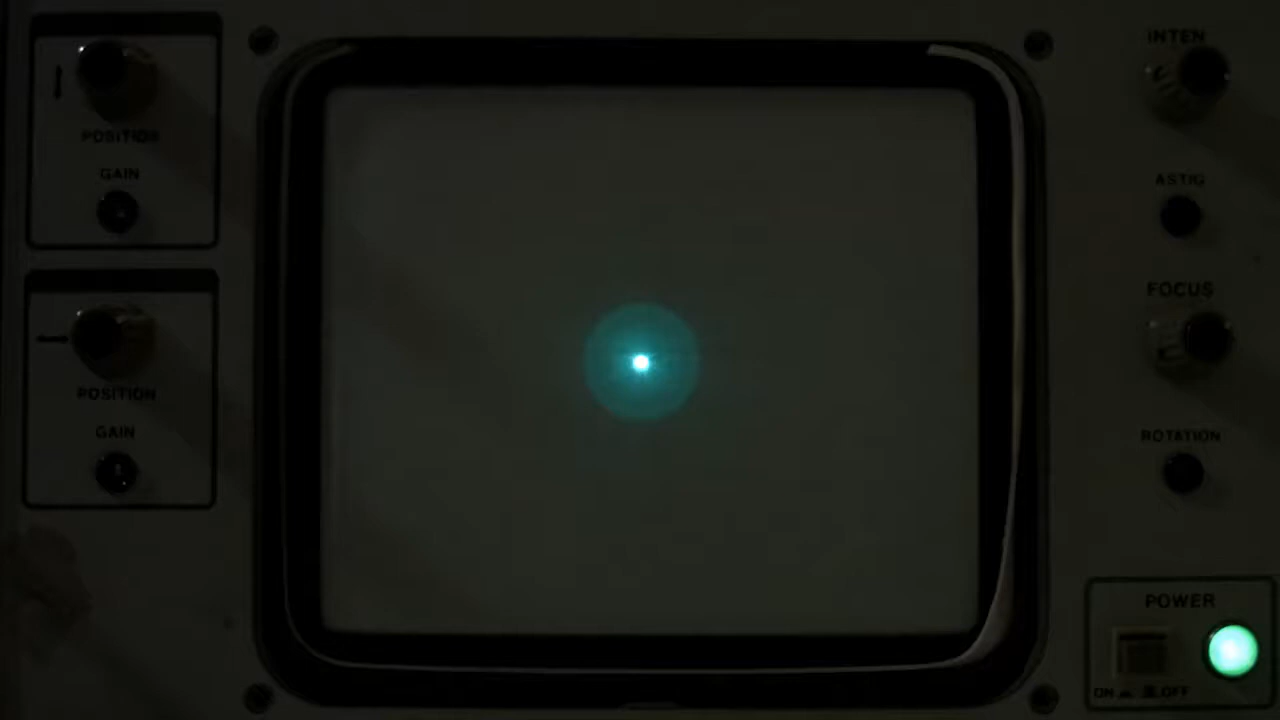 POSITION
GAIN
POSITION
GAIN
INTEN
ASTIG
FOCUS
ROTATION
POWER
ON OFF